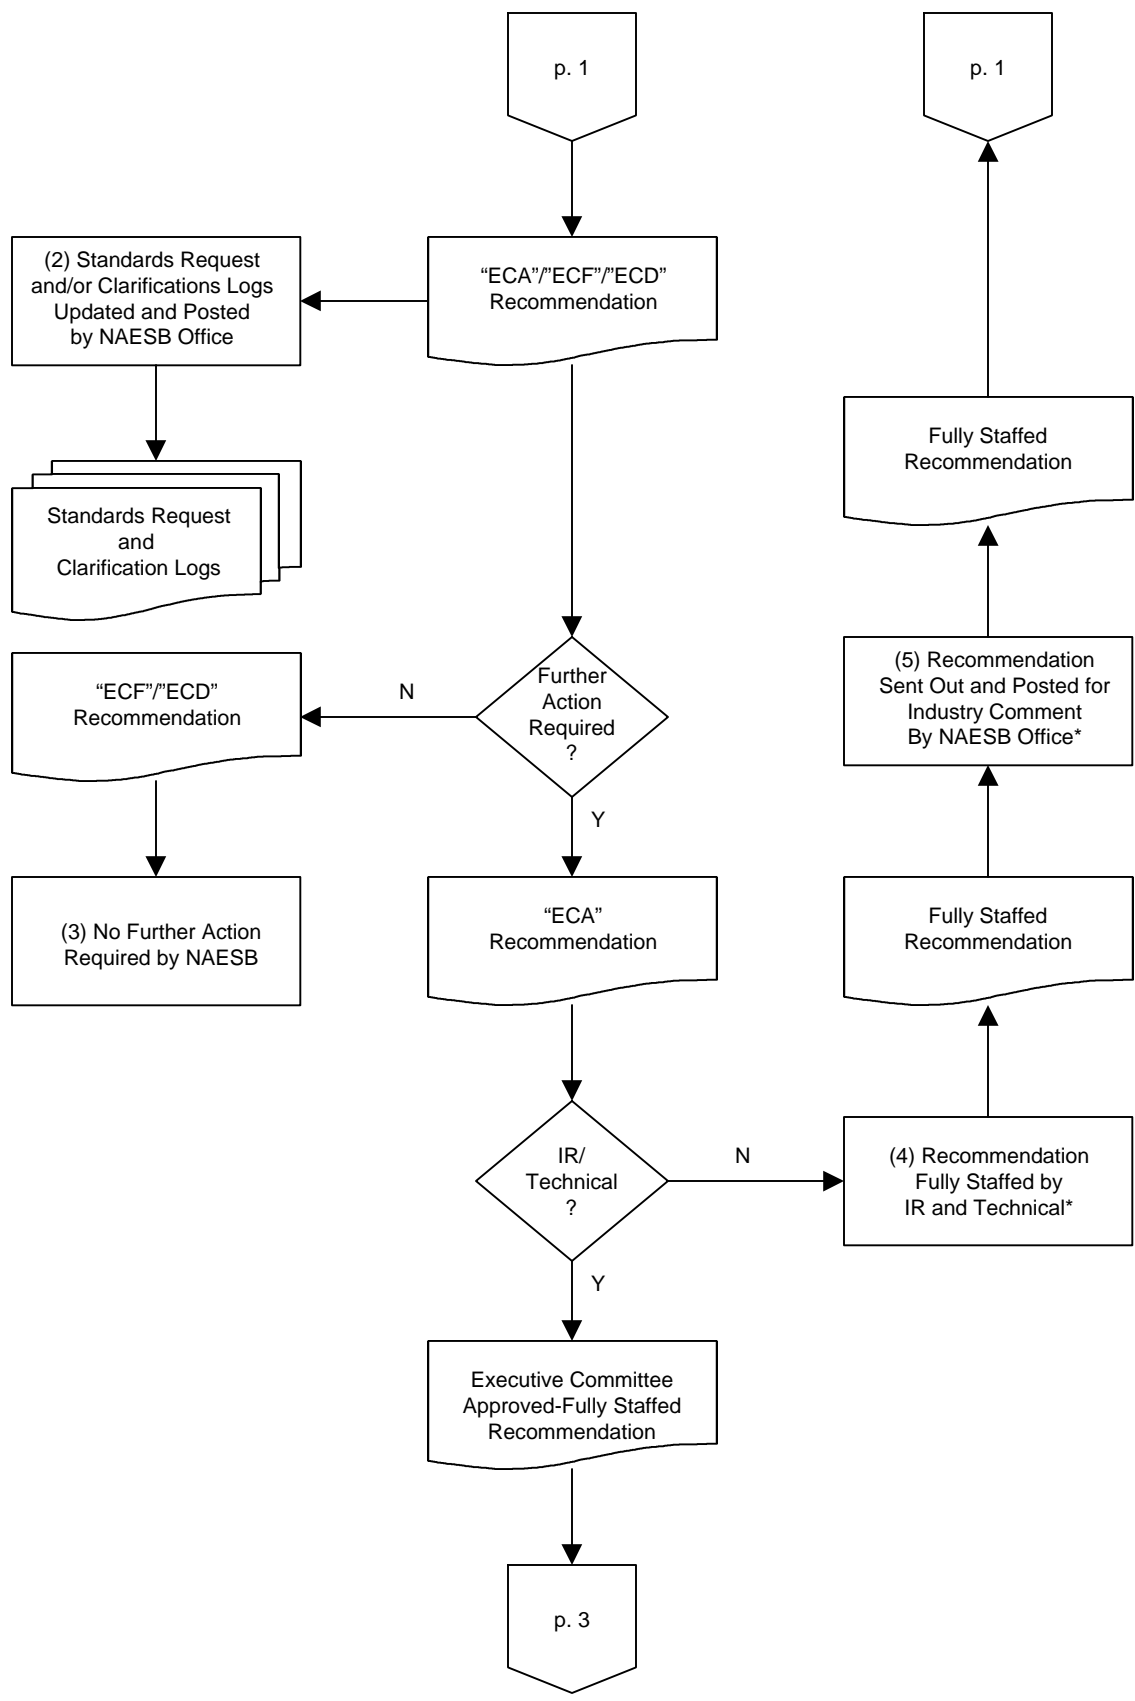 p. 1
p. 1
(2) Standards Request
and/or Clarifications Logs
Updated and Posted
by NAESB Office
“ECA”/”ECF”/”ECD”
Recommendation
Fully Staffed
Recommendation
Standards Request
and
Clarification Logs
“ECF”/”ECD”
Recommendation
N
Further
Action
Required
?
(5) Recommendation
Sent Out and Posted for
Industry Comment
By NAESB Office*
Y
(3) No Further Action
Required by NAESB
“ECA”
Recommendation
Fully Staffed
Recommendation
IR/
Technical
?
N
(4) Recommendation
Fully Staffed by
IR and Technical*
Y
Executive Committee
Approved-Fully Staffed
Recommendation
p. 3